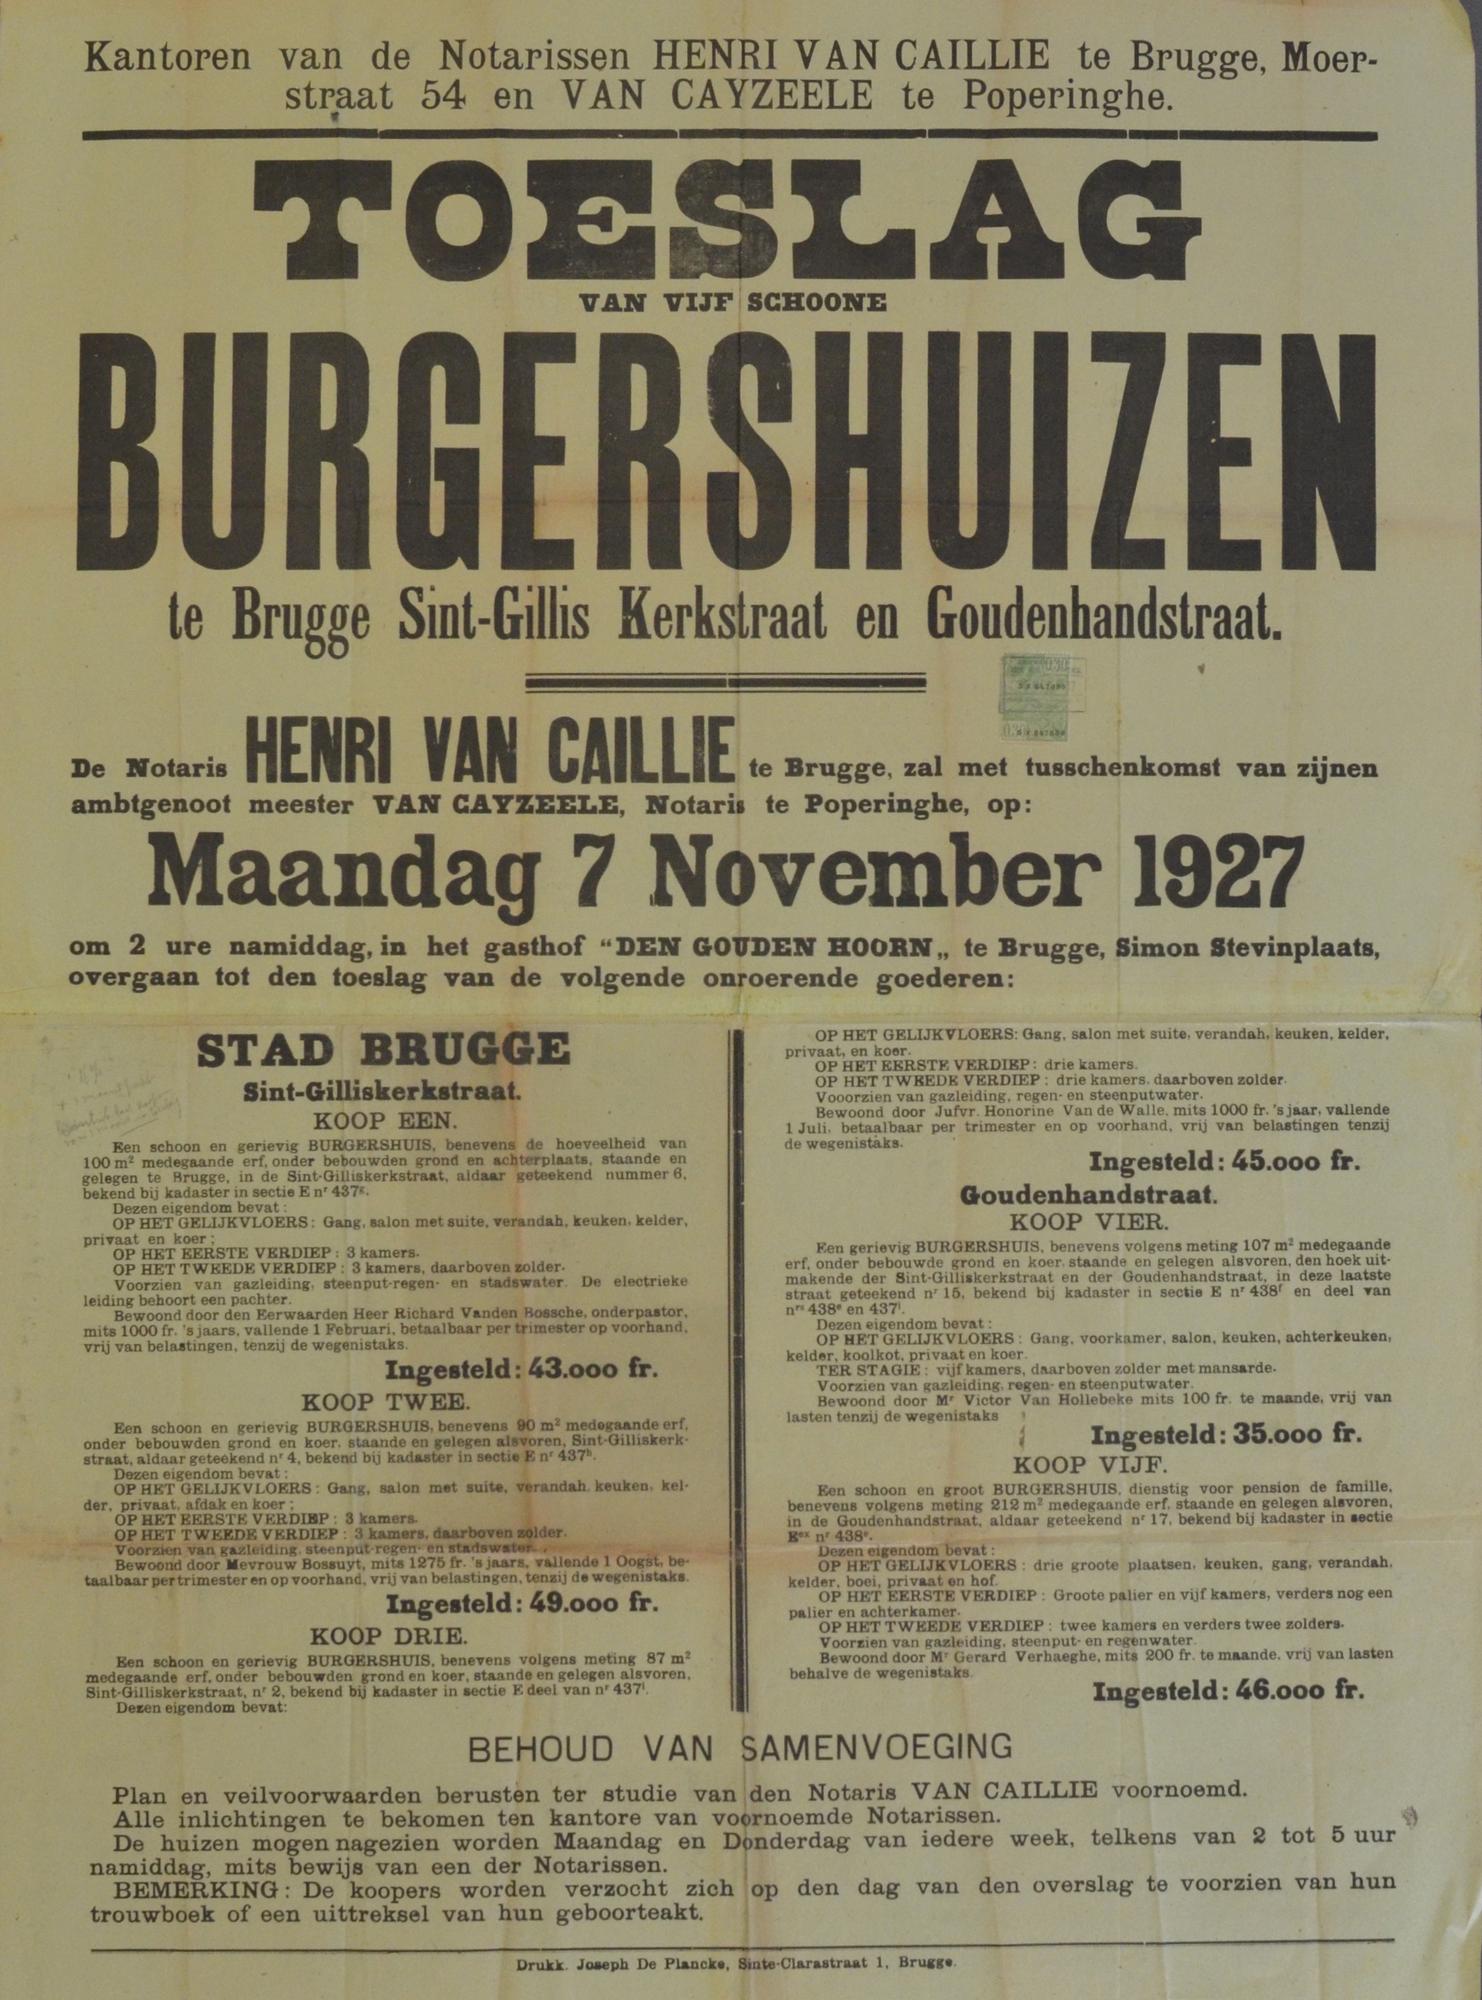 Kantoren van de Notarissen HENRI VAN CAILLIE te Brugge, Moer-
straat 54 en VAN CAYZEELE te Poperinghe.
TOESLAG
VAN VIJF SCHOONE
BURGERSHUIZEN
te Brugge Sint-Gillis Kerkstraat en Goudenhandstraat.
De Notaris HENRI VAN CAILLIE te Brugge, zal met tusschenkomst van zijnen
ambtgenoot meester VAN CAYZEELE, Notaris te Poperinghe, op:
Maandag 7 November 1927
om 2 ure namiddag, in het gasthof “DEN GOUDEN HOORN„ te Brugge, Simon Stevinplaats,
overgaan tot den toeslag van de volgende onroerende goederen:
STAD BRUGGE
Sint-Gilliskerkstraat.
KOOP EEN.
Een schoon en gerievig BURGERSHUIS, benevens de hoeveelheid van
100 m² medegaande erf, onder bebouwden grond en achterplaats, staande en
gelegen te Brugge, in de Sint-Gilliskerkstraat, aldaar geteekend nummer 6,
bekend bij kadaster in sectie E nʳ 437ᵍ.
Dezen eigendom bevat:
OP HET GELIJKVLOERS: Gang, salon met suite, verandah, keuken, kelder,
privaat en koer;
OP HET EERSTE VERDIEP: 3 kamers.
OP HET TWEEDE VERDIEP: 3 kamers, daarboven zolder.
Voorzien van gazleiding, steenput-regen- en stadswater. De electrieke
leiding behoort een pachter.
Bewoond door den Eerwaarden Heer Richard Vanden Bossche, onderpastor,
mits 1000 fr. 's jaars, vallende 1 Februari, betaalbaar per trimester op voorhand,
vrij van belastingen, tenzij de wegenistaks.
Ingesteld: 43.000 fr.
KOOP TWEE.
Een schoon en gerievig BURGERSHUIS, benevens 90 m² medegaande erf,
onder bebouwden grond en koer, staande en gelegen alsvoren, Sint-Gilliskerk-
straat, aldaar geteekend nʳ 4, bekend bij kadaster in sectie E nʳ 437ʰ.
Dezen eigendom bevat:
OP HET GELIJKVLOERS: Gang, salon met suite, verandah, keuken, kel-
der, privaat, afdak en koer;
OP HET EERSTE VERDIEP: 3 kamers.
OP HET TWEEDE VERDIEP: 3 kamers, daarboven zolder.
Voorzien van gazleiding, steenput-regen- en stadswater.
Bewoond door Mevrouw Bossuyt, mits 1275 fr. 's jaars, vallende 1 Oogst, be-
taalbaar per trimester en op voorhand, vrij van belastingen, tenzij de wegenistaks.
Ingesteld: 49.000 fr.
KOOP DRIE.
Een schoon en gerievig BURGERSHUIS, benevens volgens meting 87 m²
medegaande erf, onder bebouwden grond en koer, staande en gelegen alsvoren,
Sint-Gilliskerkstraat, nʳ 2, bekend bij kadaster in sectie E deel van nʳ 437ⁱ.
Dezen eigendom bevat:
OP HET GELIJKVLOERS: Gang, salon met suite, verandah, keuken, kelder,
privaat, en koer.
OP HET EERSTE VERDIEP: drie kamers.
OP HET TWEEDE VERDIEP: drie kamers, daarboven zolder.
Vooorzien van gazleiding, regen- en steenputwater.
Bewoond door Jufvr. Honorine Van de Walle, mits 1000 fr. 's jaar, vallende
1 Juli, betaalbaar per trimester en op voorhand, vrij van belastingen tenzij
de wegenistaks.
Ingesteld: 45.000 fr.
Goudenhandstraat.
KOOP VIER.
Een gerievig BURGERSHUIS, benevens volgens meting 107 m² medegaande
erf, onder bebouwde grond en koer, staande en gelegen alsvoren, den hoek uit-
makende der Sint-Gilliskerkstraat en der Goudenhandstraat, in deze laatste
straat geteekend nʳ 15, bekend bij kadaster in sectie E nʳ 438ᶠ en deel van
nʳˢ 438ᵉ en 437ⁱ.
Dezen eigendom bevat:
OP HET GELIJKVLOERS: Gang, voorkamer, salon, keuken, achterkeuken,
kelder, koolkot, privaat en koer.
TER STAGIE: vijf kamers, daarboven zolder met mansarde.
Voorzien van gazleiding, regen- en steenputwater.
Bewoond door Mʳ Victor Van Hollebeke mits 100 fr. te maande, vrij van
lasten tenzij de wegenistaks
Ingesteld: 35.000 fr.
KOOP VIJF.
Een schoon en groot BURGERSHUIS, dienstig voor pension de famille,
benevens volgens meting 212 m² medegaande erf, staande en gelegen alsvoren,
in de Goudenhandstraat, aldaar geteekend nʳ 17, bekend bij kadaster in sectie
Eᵉˣ nʳ 438ᵉ.
Dezen eigendom bevat:
OP HET GELIJKVLOERS: drie groote plaatsen, keuken, gang, verandah,
kelder, boei, privaat en hof.
OP HET EERSTE VERDIEP: Groote palier en vijf kamers, verders nog een
palier en achterkamer.
OP HET TWEEDE VERDIEP: twee kamers en verders twee zolders.
Voorzien van gazleiding, steenput- en regenwater.
Bewoond door Mʳ Gerard Verhaeghe, mits 200 fr. te maande, vrij van lasten
behalve de wegenistaks.
Ingesteld: 46.000 fr.
BEHOUD VAN SAMENVOEGING
Plan en veilvoorwaarden berusten ter studie van den Notaris VAN CAILLIE voornoemd.
Alle inlichtingen te bekomen ten kantore van voornoemde Notarissen.
De huizen mogen nagezien worden Maandag en Donderdag van iedere week, telkens van 2 tot 5 uur
namiddag, mits bewijs van een der Notarissen.
BEMERKING: De koopers worden verzocht zich op den dag van den overslag te voorzien van hun
trouwboek of een uittreksel van hun geboorteakt.
Drukk. Joseph De Plancke, Sinte-Clarastraat 1, Brugge.